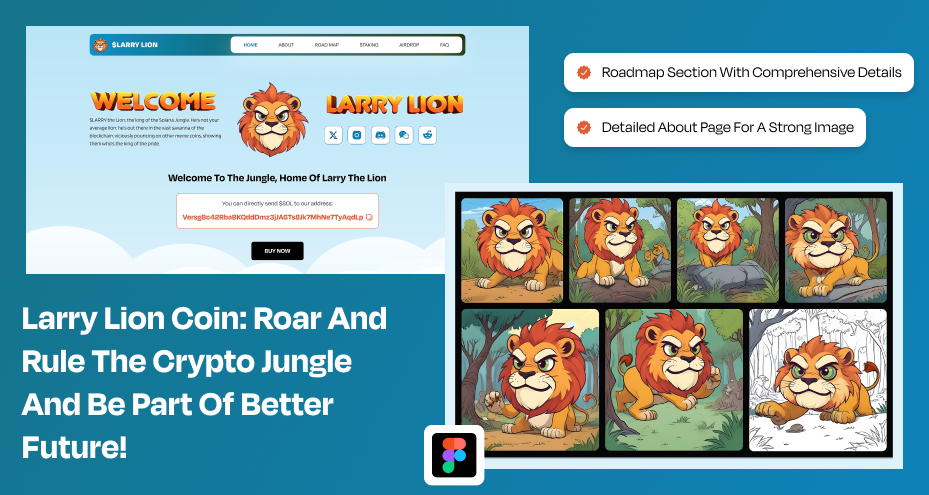 $LARRY LION
HOME ABOUT ROAD MAP STAKING AIRDROP FAQ
WELCOME
$LARRY the Lion, the king of the Solana Jungle. He's not your
average lion; he's out there in the vast savanna of the
blockchain, viciously pouncing on other meme coins, showing
them who's the king of the pride.
LARRY LION
Welcome To The Jungle, Home Of Larry The Lion
You can directly send $SOL to our address:
BUY NOW
Roadmap Section With Comprehensive Details
Detailed About Page For A Strong Image
Larry Lion Coin: Roar And
Rule The Crypto Jungle
And Be Part Of Better
Future!